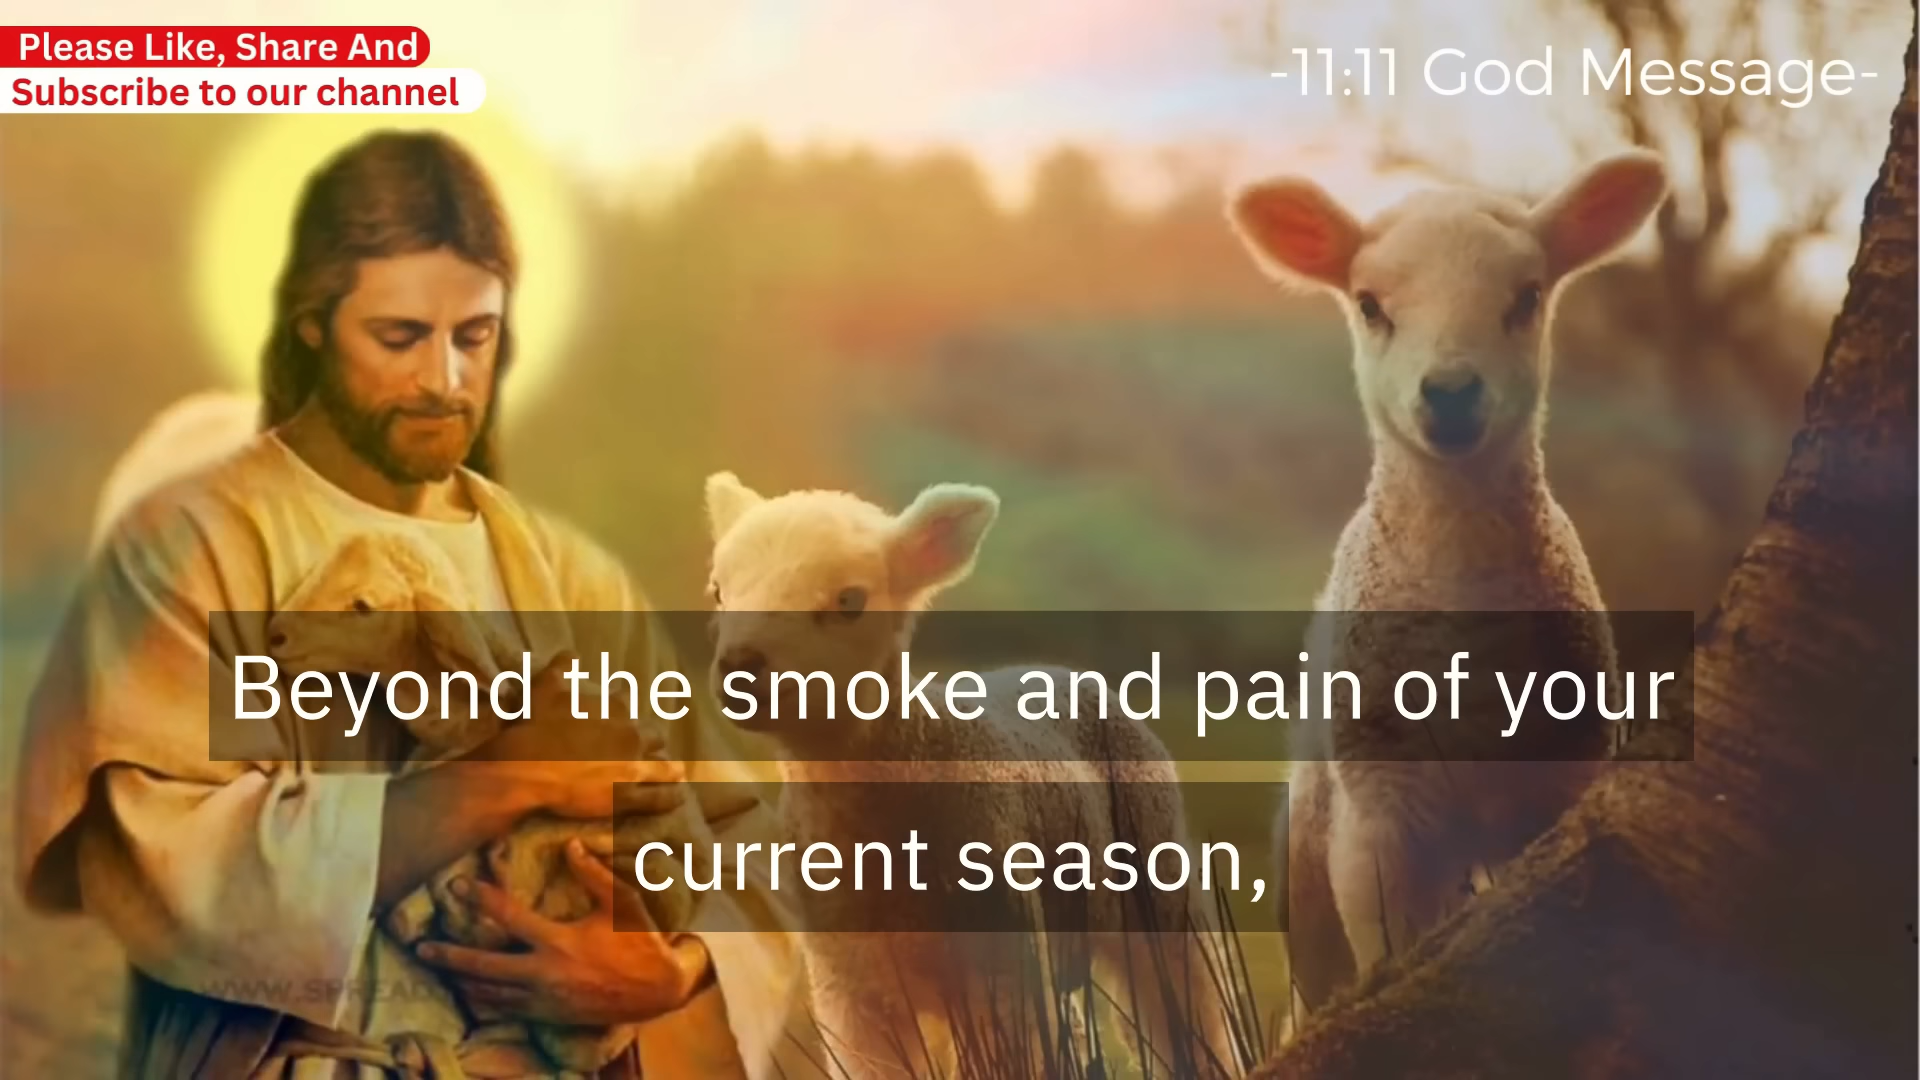 Please Like, Share And
Subscribe to our channel
-11:11 God Message-
Beyond the smoke and pain of your
current season,